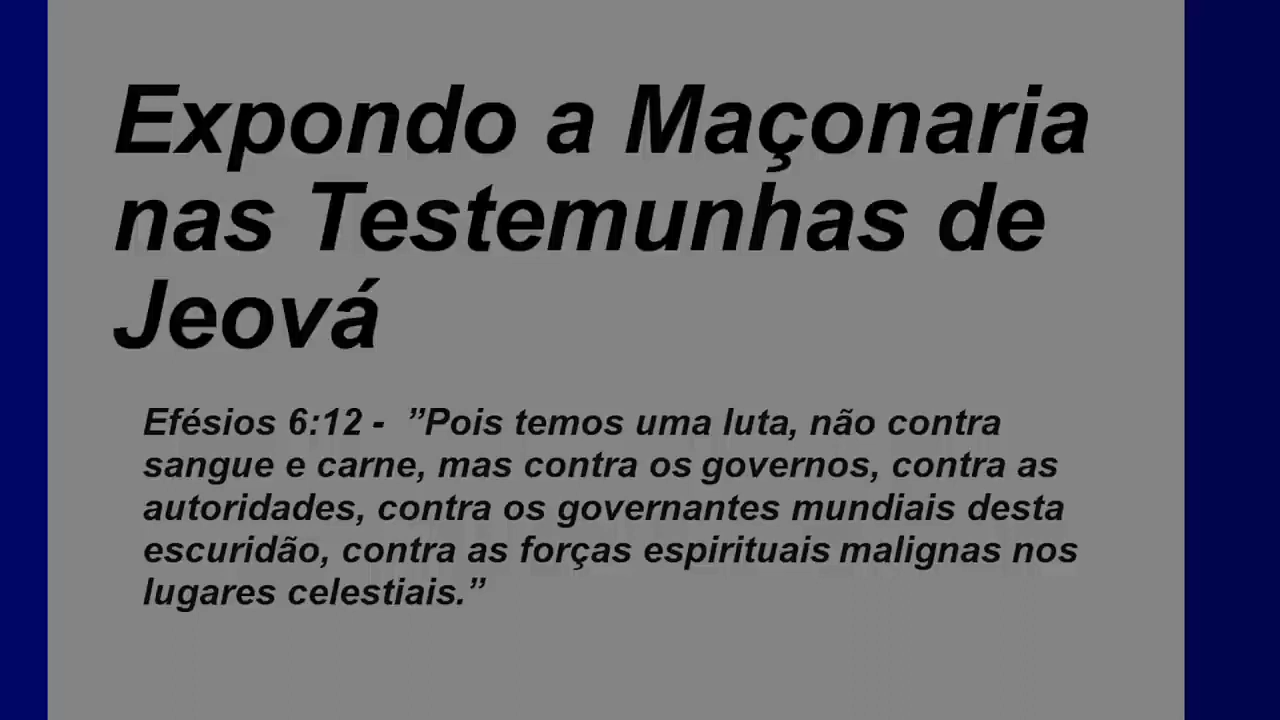 Expondo a Maçonaria
nas Testemunhas de
Jeová
Efésios 6:12 - ”Pois temos uma luta, não contra
sangue e carne, mas contra os governos, contra as
autoridades, contra os governantes mundiais desta
escuridão, contra as forças espirituais malignas nos
lugares celestiais.”